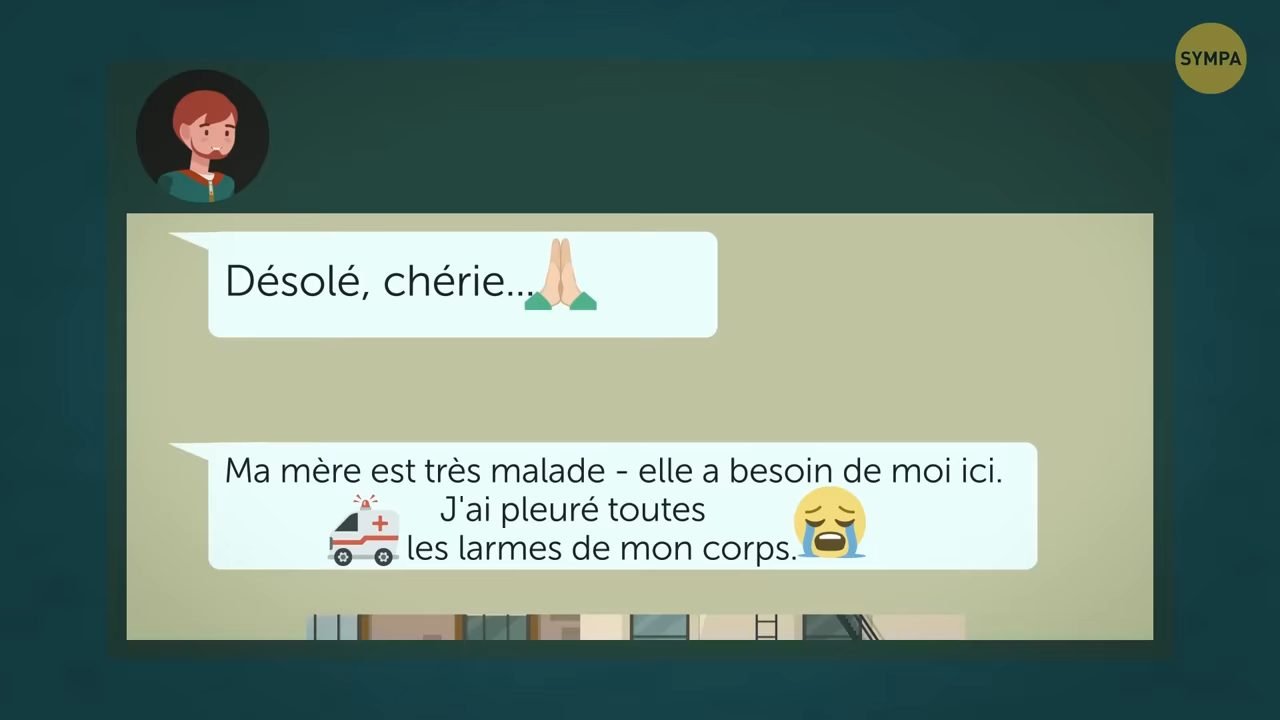 SYMPA
Désolé, chérie...
Ma mère est très malade - elle a besoin de moi ici.
J'ai pleuré toutes
les larmes de mon corps.